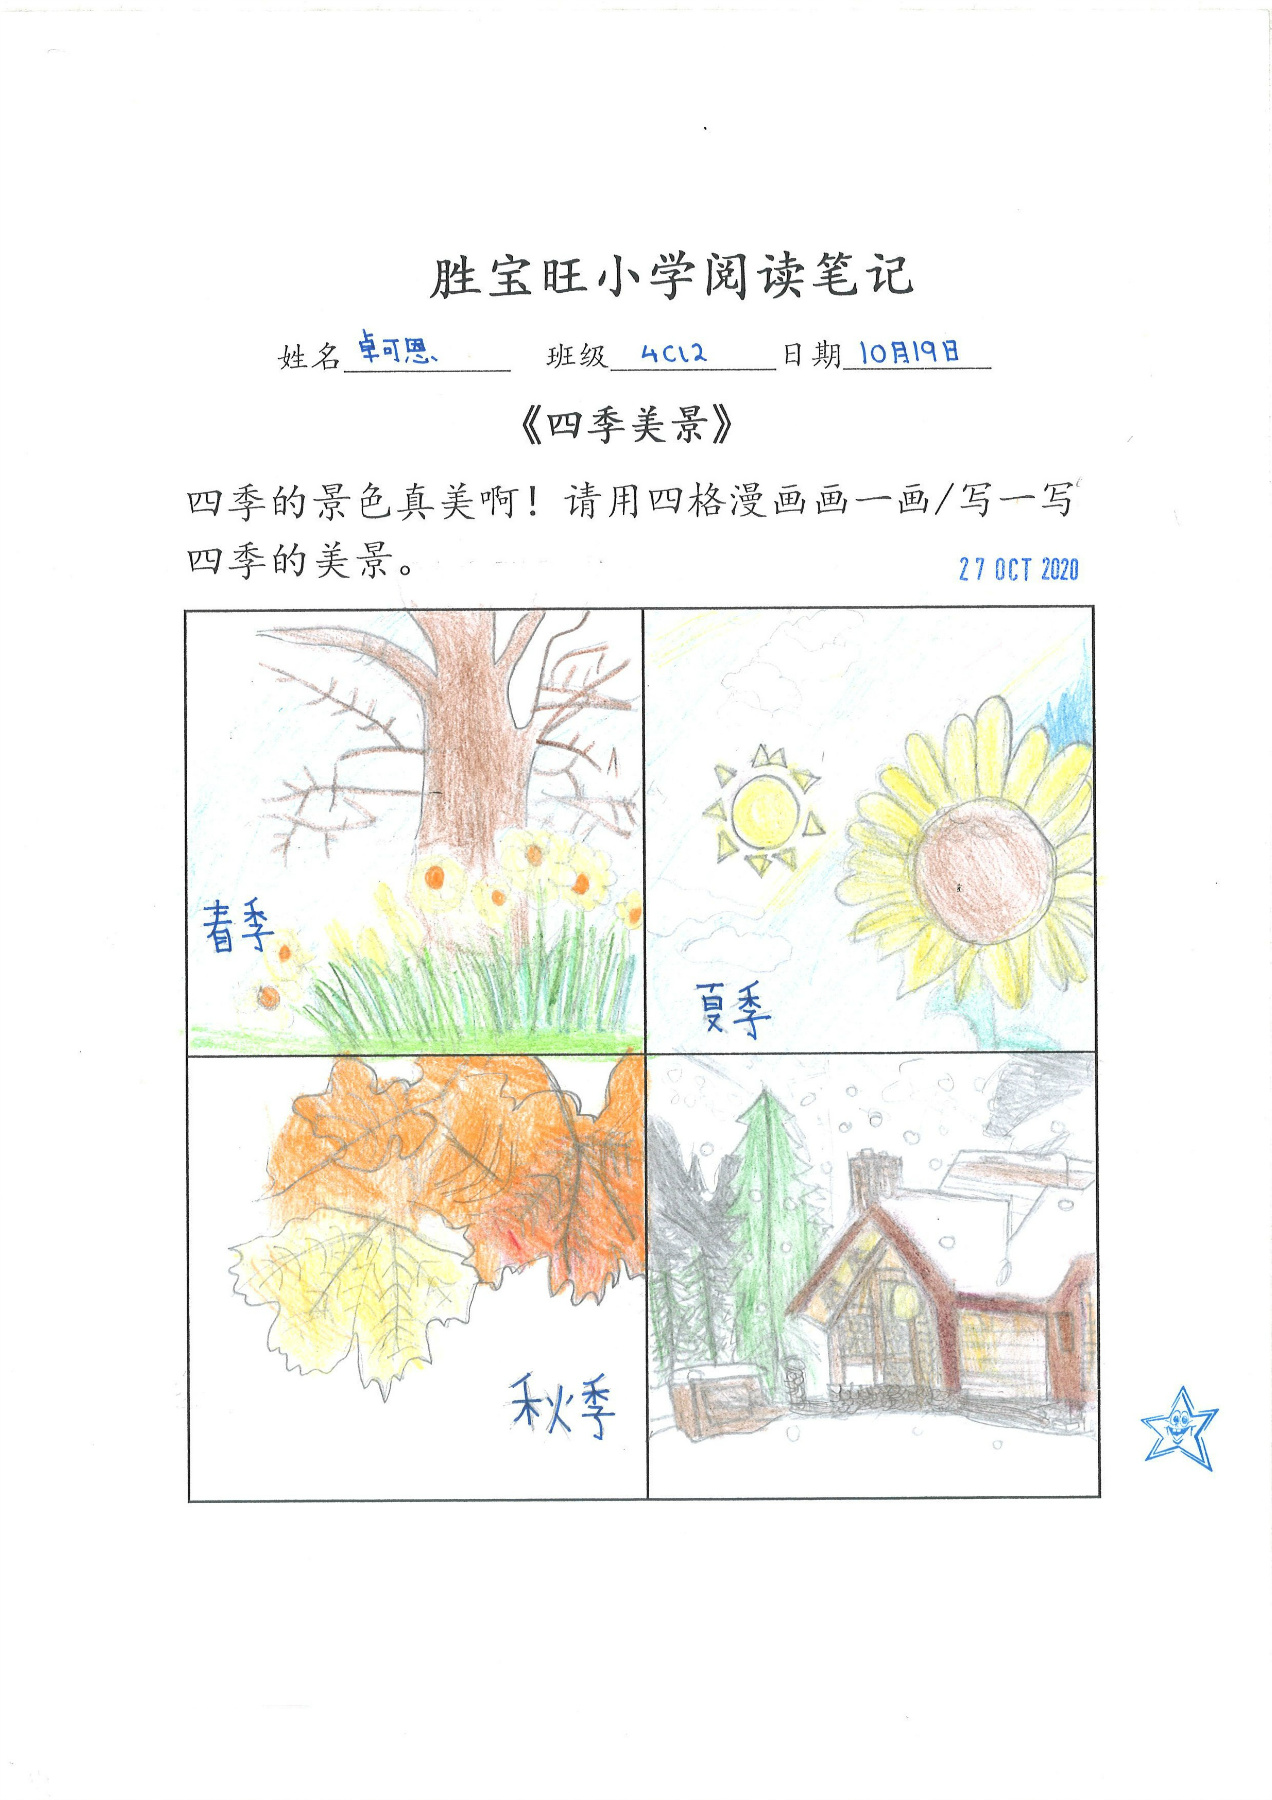 胜宝旺小学阅读笔记
姓名 卓可恩 班级 4CL2 日期 10月19日
《四季美景》
四季的景色真美啊！请用四格漫画画一画/写一写
四季的美景。
27 OCT 2020
春季
夏季
秋季